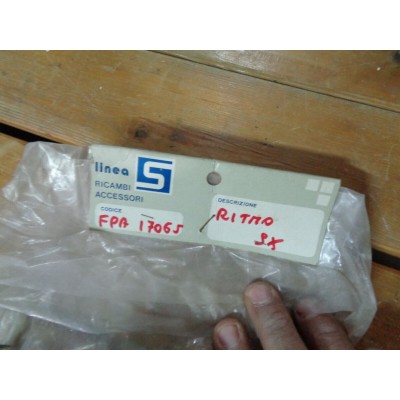 linea S
RICAMBI
ACCESSORI
CODICE
FPA 17065
DESCRIZIONE
RITMO
SX